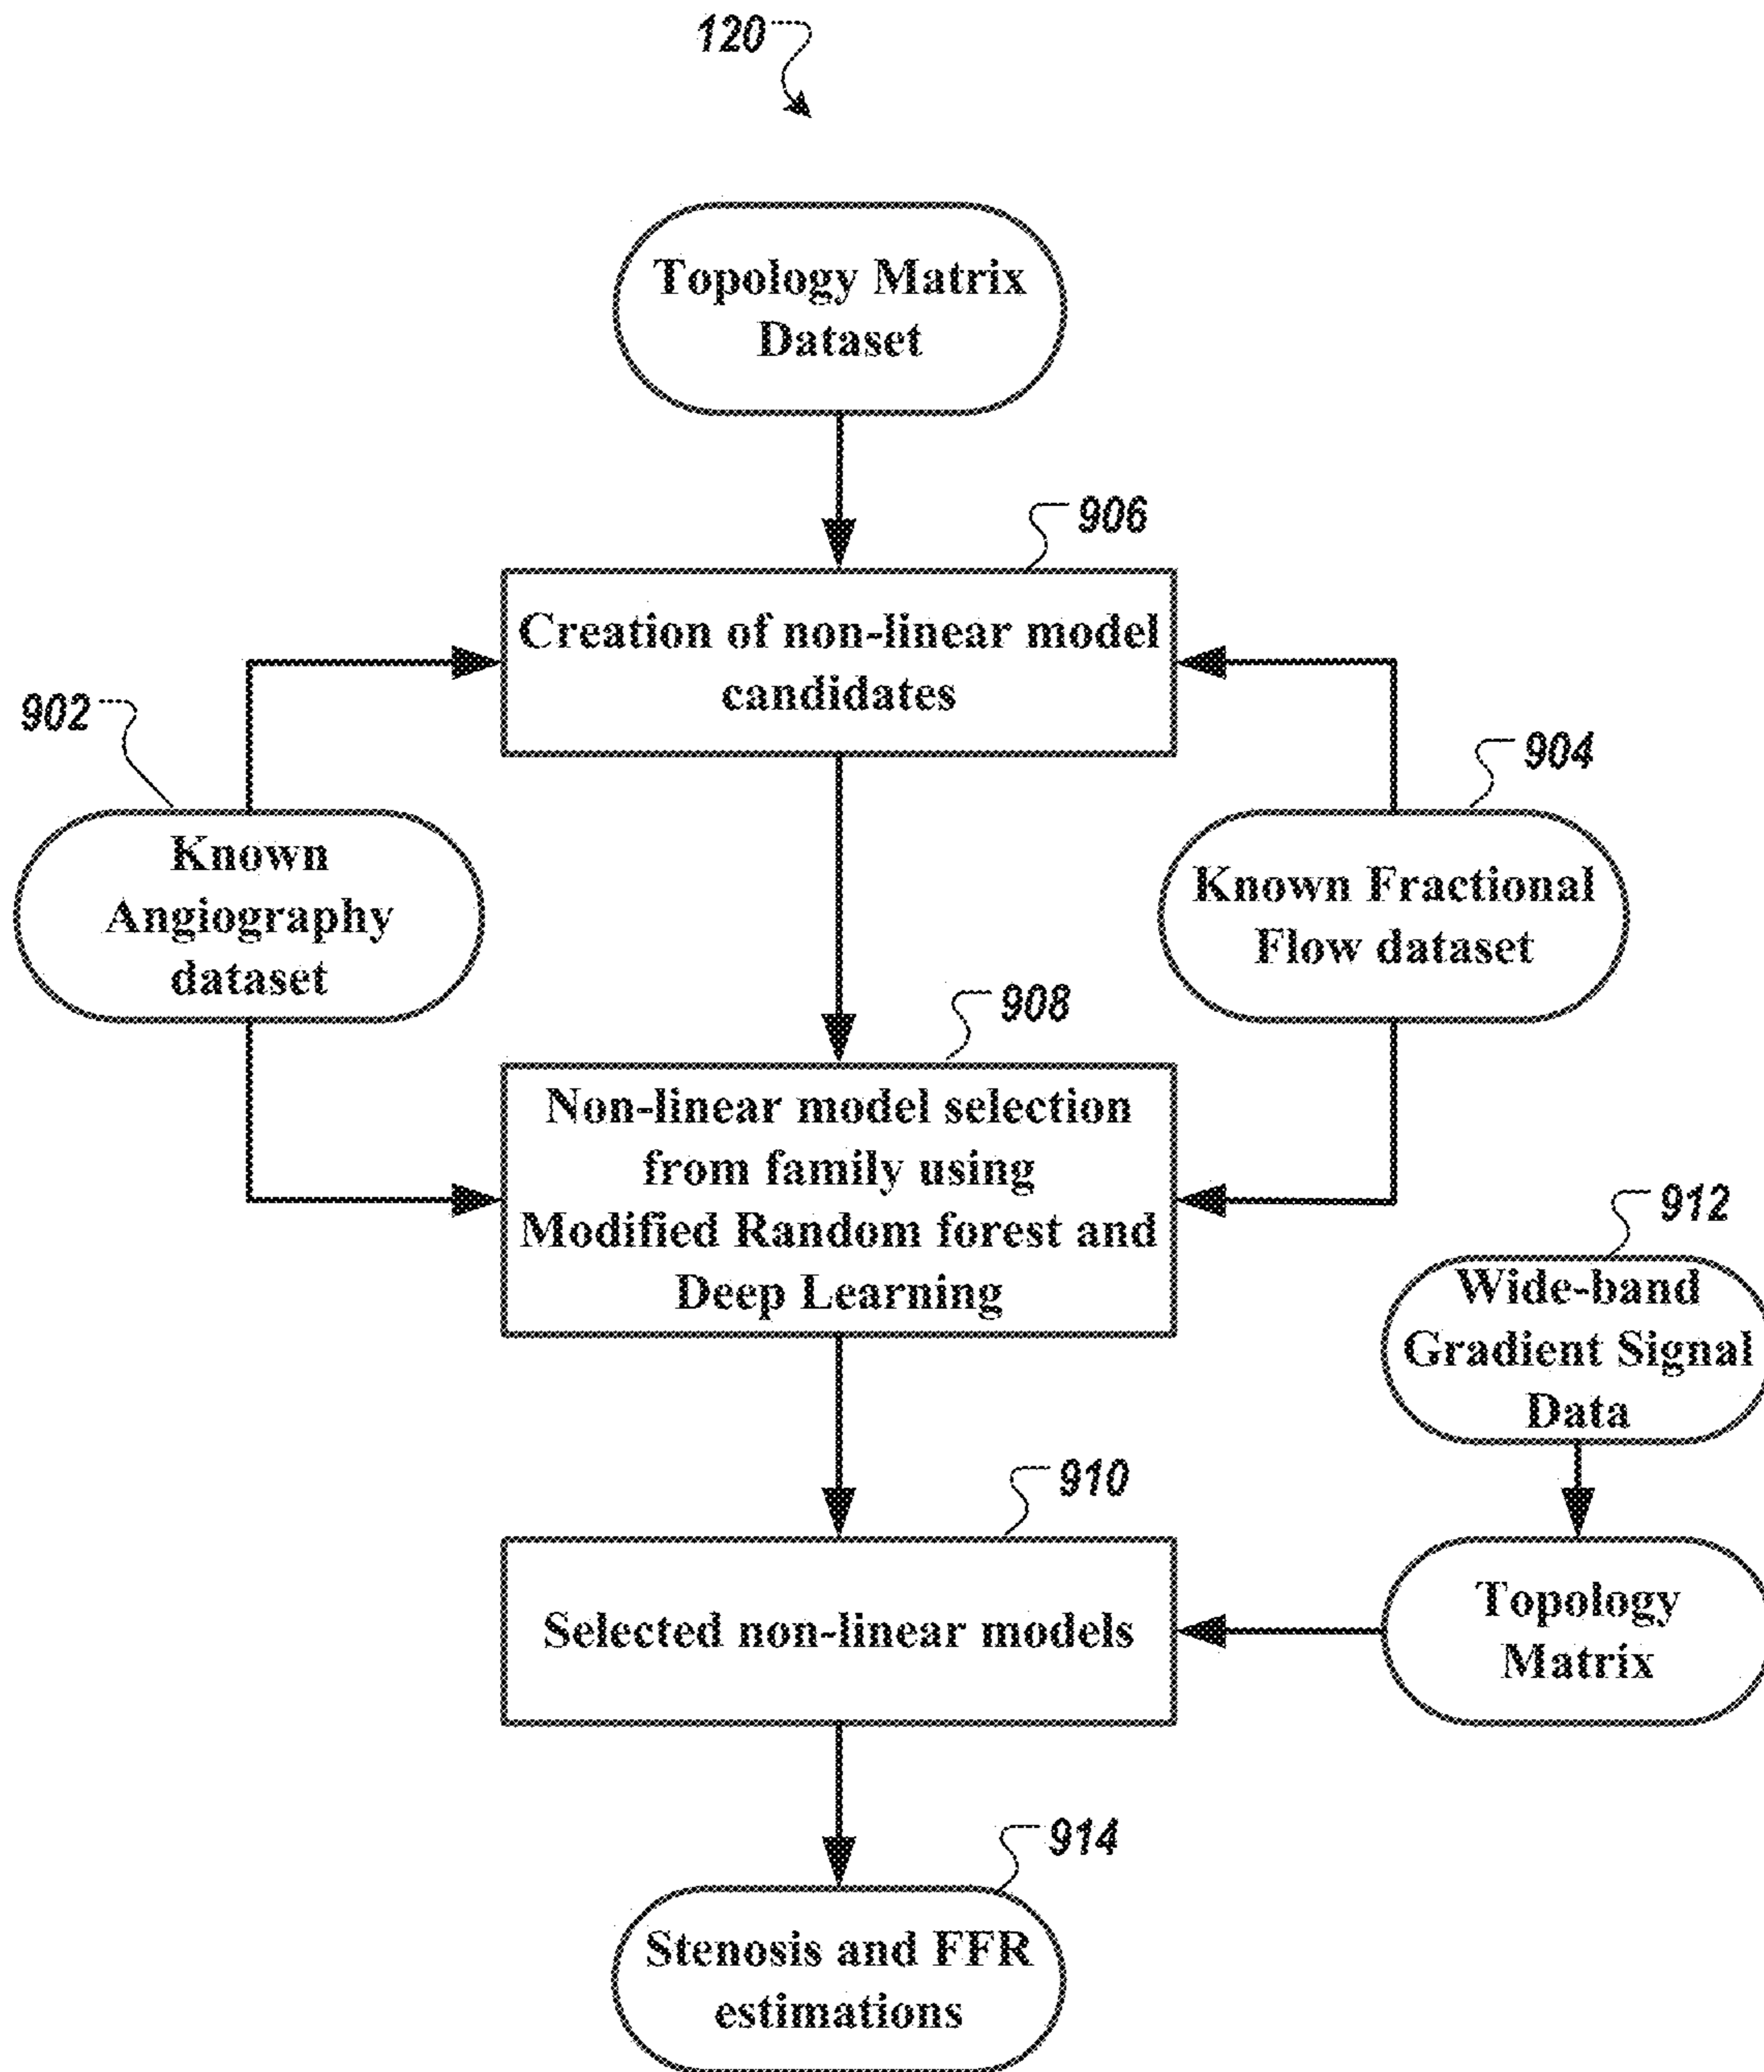 120
Topology Matrix
Dataset
906
Creation of non-linear model
candidates
902
Known
Angiography
dataset
904
Known Fractional
Flow dataset
908
Non-linear model selection
from family using
Modified Random forest and
Deep Learning
912
Wide-band
Gradient Signal
Data
910
Selected non-linear models
Topology
Matrix
914
Stenosis and FFR
estimations